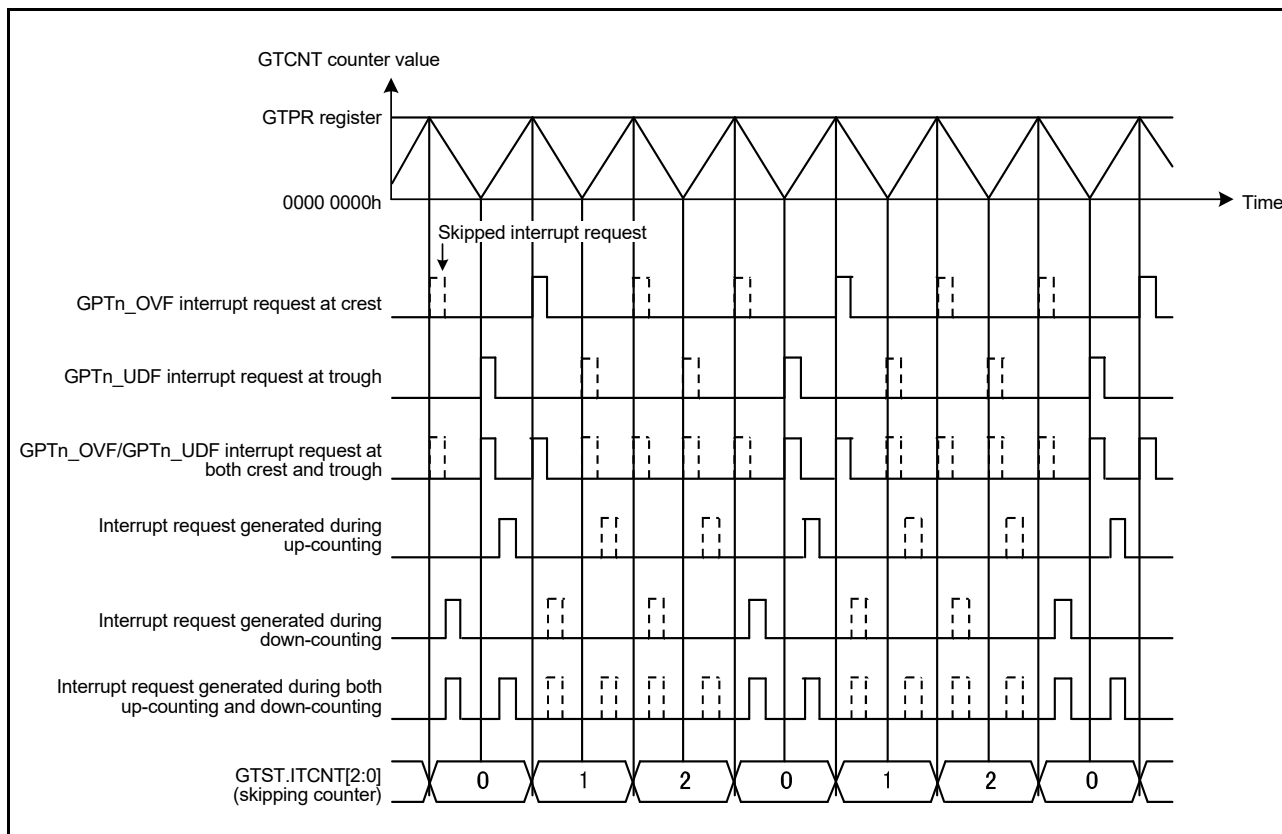 GTCNT counter value
GTPR register
0000 0000h
Time
Skipped interrupt request
GPTn_OVF interrupt request at crest
GPTn_UDF interrupt request at trough
GPTn_OVF/GPTn_UDF interrupt request at
both crest and trough
Interrupt request generated during
up-counting
Interrupt request generated during
down-counting
Interrupt request generated during both
up-counting and down-counting
GTST.ITCNT[2:0]
(skipping counter)
0 1 2 0 1 2 0